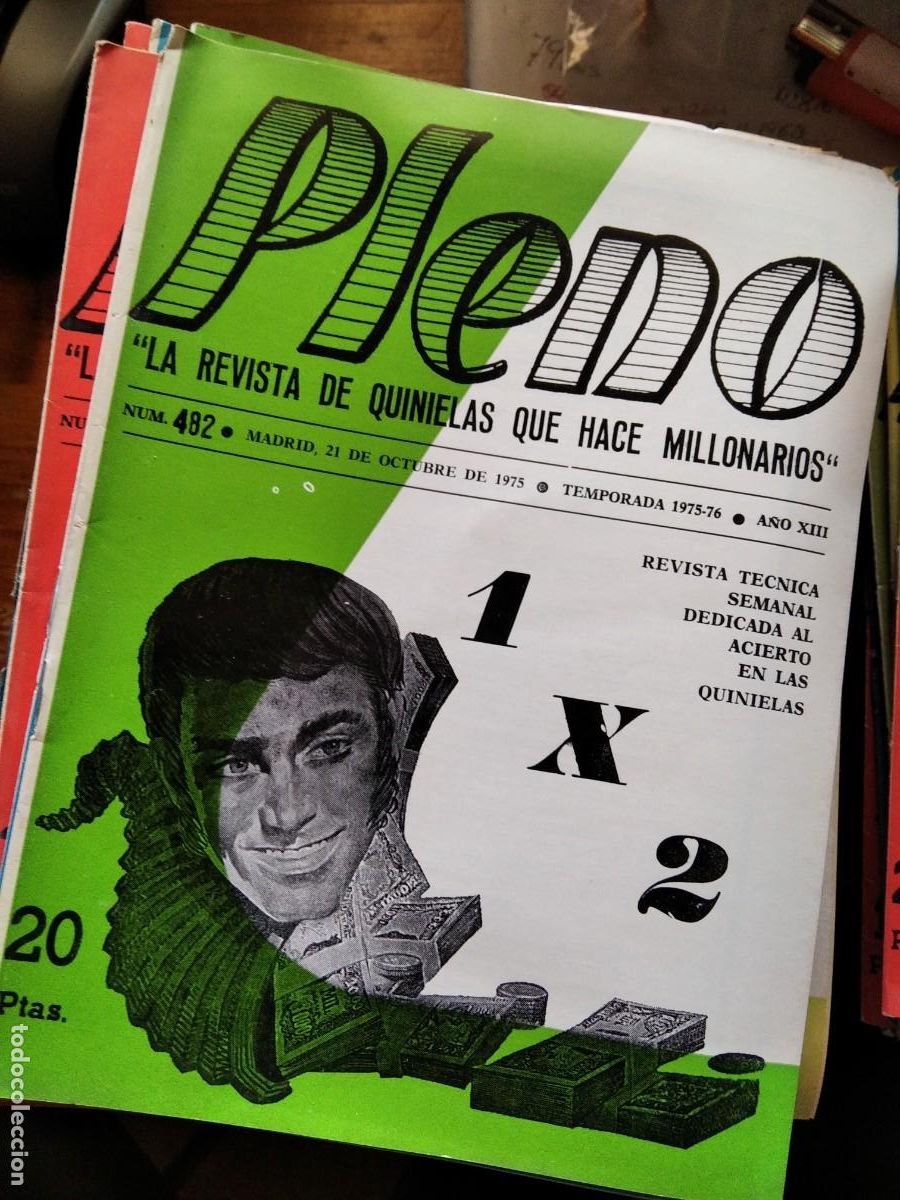 Pleno
"LA REVISTA DE QUINIELAS QUE HACE MILLONARIOS"
NUM. 482 • MADRID, 21 DE OCTUBRE DE 1975 • TEMPORADA 1975-76 • AÑO XIII
REVISTA TECNICA
SEMANAL
DEDICADA AL
ACIERTO
EN LAS
QUINIELAS
1
X
2
20
Ptas.
"L
NU
todocoleccion